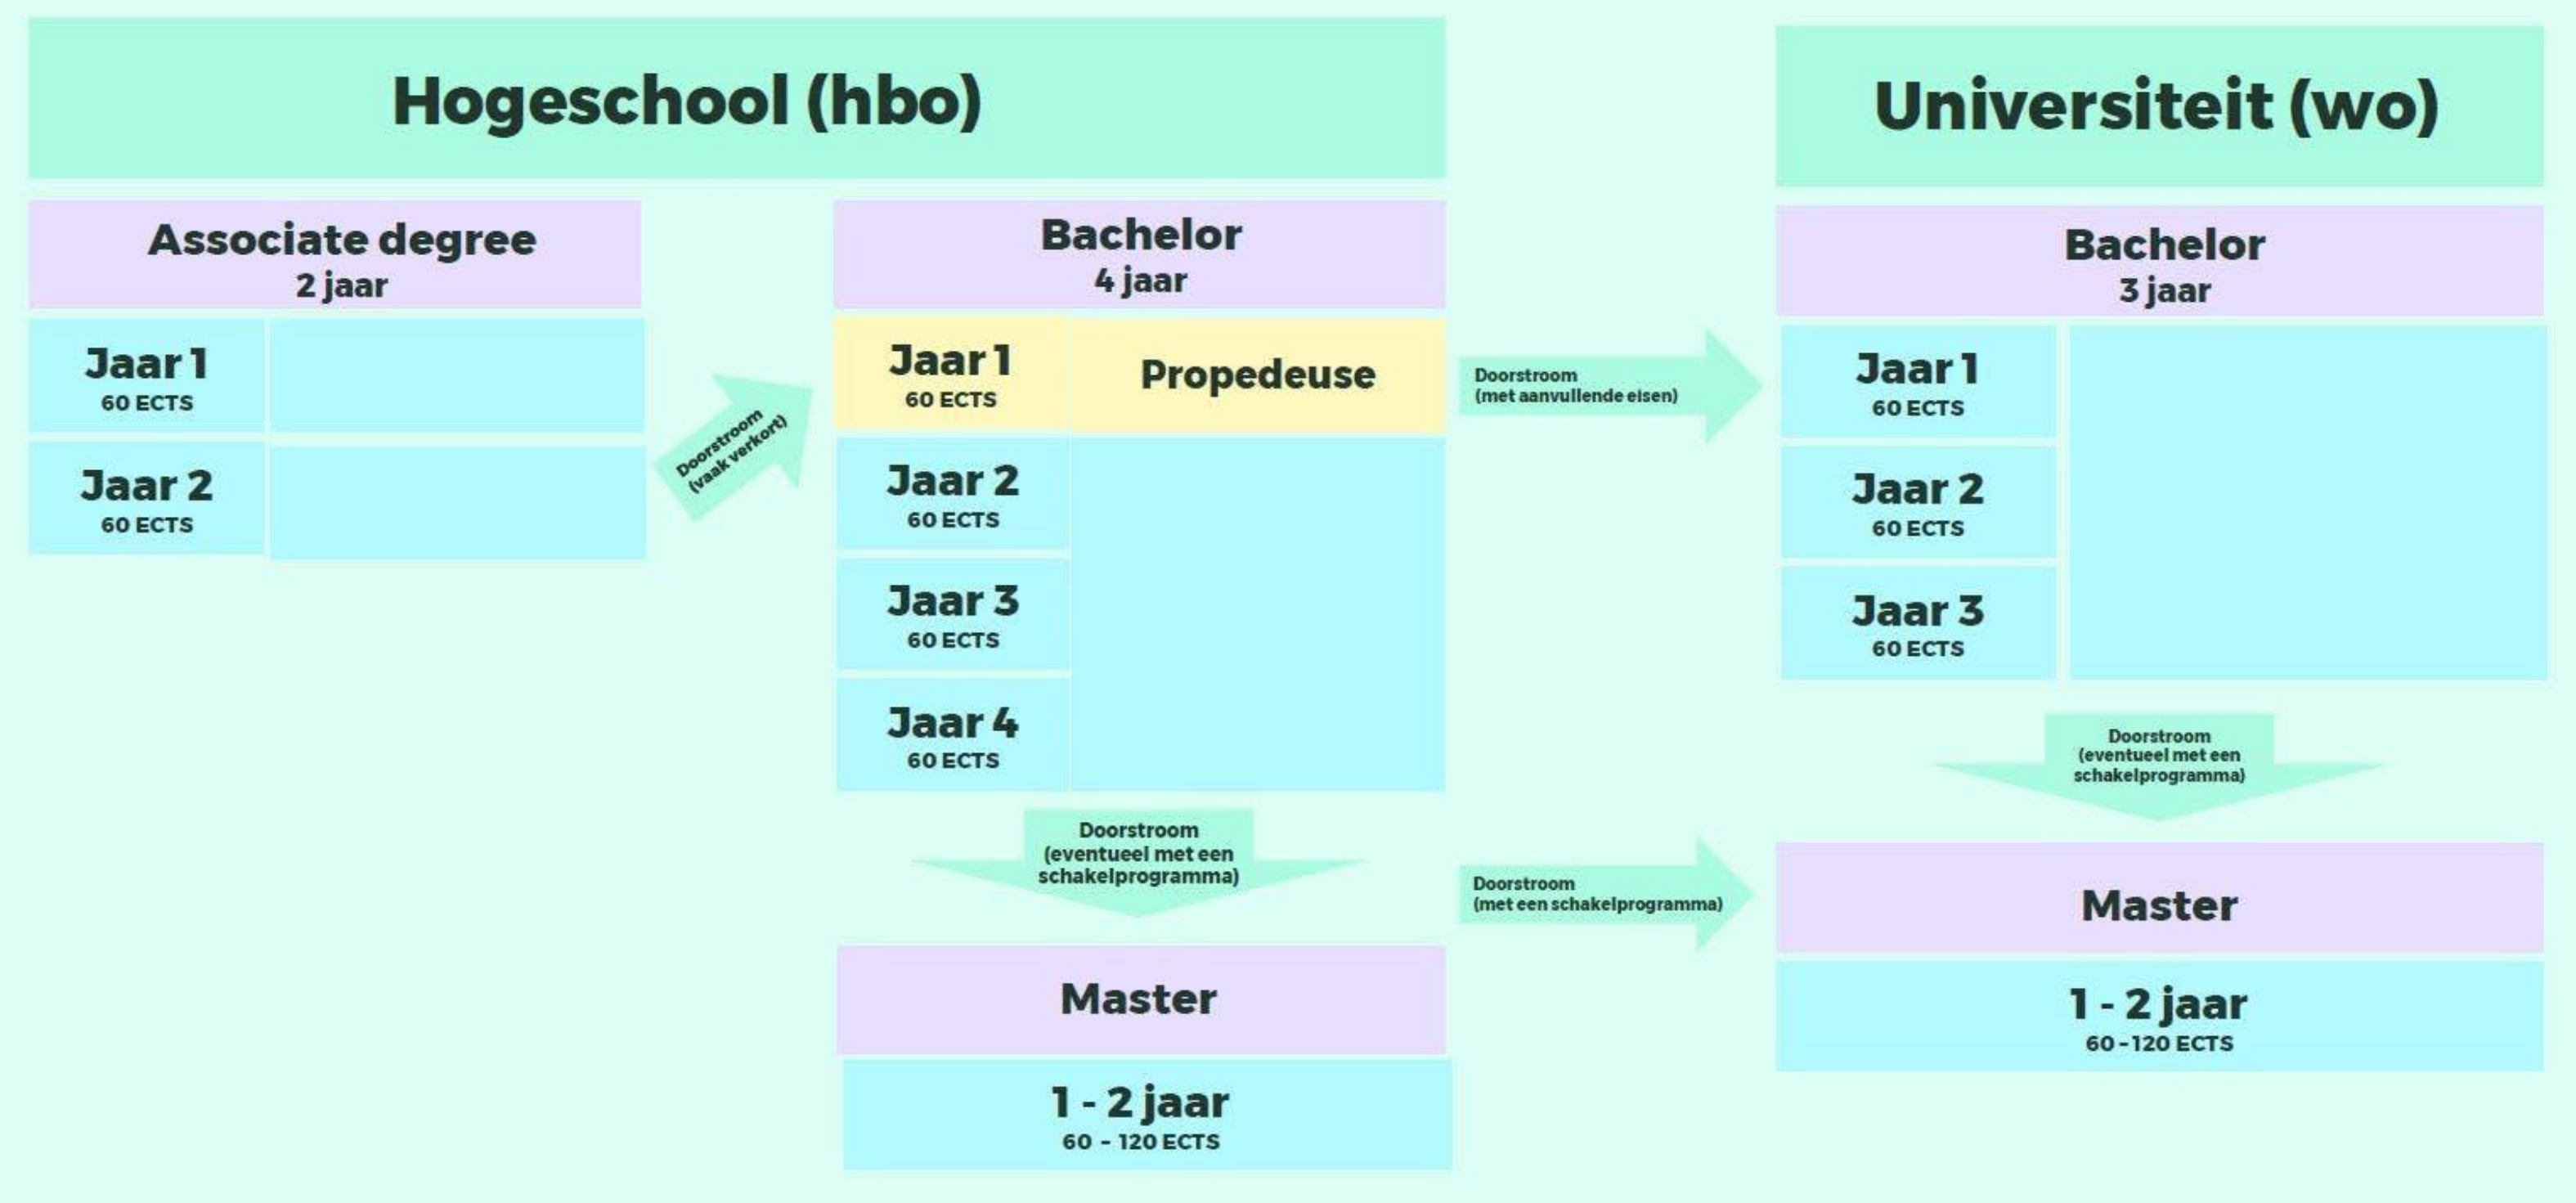 Hogeschool (hbo)
Associate degree
2 jaar
Jaar 1
60 ECTS
Jaar 2
60 ECTS
Doorstroom
(vaak verkort)
Bachelor
4 jaar
Jaar 1
60 ECTS
Propedeuse
Jaar 2
60 ECTS
Jaar 3
60 ECTS
Jaar 4
60 ECTS
Doorstroom
(eventueel met een
schakelprogramma)
Master
1 - 2 jaar
60 - 120 ECTS
Doorstroom
(met aanvullende eisen)
Doorstroom
(met een schakelprogramma)
Universiteit (wo)
Bachelor
3 jaar
Jaar 1
60 ECTS
Jaar 2
60 ECTS
Jaar 3
60 ECTS
Doorstroom
(eventueel met een
schakelprogramma)
Master
1 - 2 jaar
60 -120 ECTS